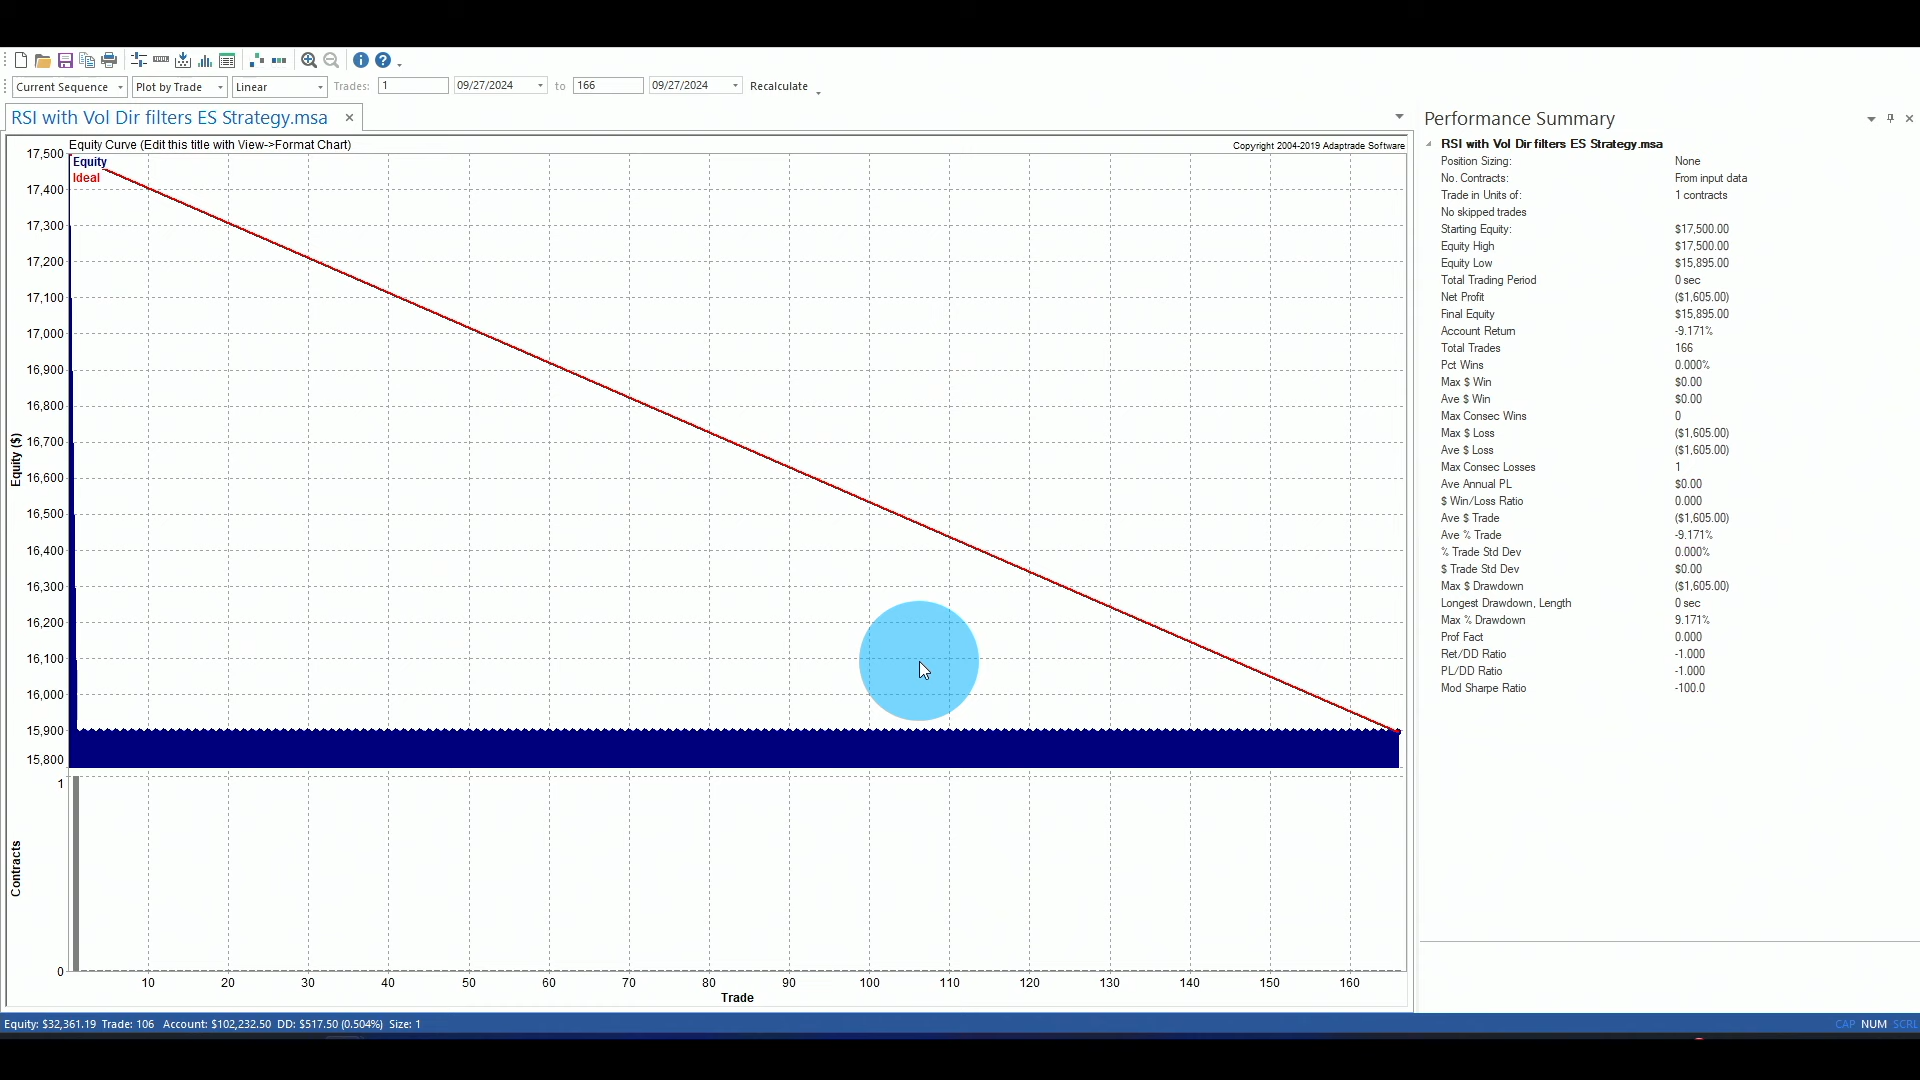 Current Sequence Plot by Trade Linear Trades: 1 09/27/2024 to 166 09/27/2024 Recalculate
RSI with Vol Dir filters ES Strategy.msa
Equity Curve (Edit this title with View->Format Chart)
Copyright 2004-2019 Adaptrade Software
Equity
Ideal
17,500
17,400
17,300
17,200
17,100
17,000
16,900
16,800
16,700
16,600
16,500
16,400
16,300
16,200
16,100
16,000
15,900
15,800
Equity ($)
1
0
Contracts
10 20 30 40 50 60 70 80 90 100 110 120 130 140 150 160
Trade
Performance Summary
RSI with Vol Dir filters ES Strategy.msa
Position Sizing: None
No. Contracts: From input data
Trade in Units of: 1 contracts
No skipped trades
Starting Equity: $17,500.00
Equity High $17,500.00
Equity Low $15,895.00
Total Trading Period 0 sec
Net Profit ($1,605.00)
Final Equity $15,895.00
Account Return -9.171%
Total Trades 166
Pct Wins 0.000%
Max $ Win $0.00
Ave $ Win $0.00
Max Consec Wins 0
Max $ Loss ($1,605.00)
Ave $ Loss ($1,605.00)
Max Consec Losses 1
Ave Annual PL $0.00
$ Win/Loss Ratio 0.000
Ave $ Trade ($1,605.00)
Ave % Trade -9.171%
% Trade Std Dev 0.000%
$ Trade Std Dev $0.00
Max $ Drawdown ($1,605.00)
Longest Drawdown, Length 0 sec
Max % Drawdown 9.171%
Prof Fact 0.000
Ret/DD Ratio -1.000
PL/DD Ratio -1.000
Mod Sharpe Ratio -100.0
Equity: $32,361.19 Trade: 106 Account: $102,232.50 DD: $517.50 (0.504%) Size: 1
CAP NUM SCRL